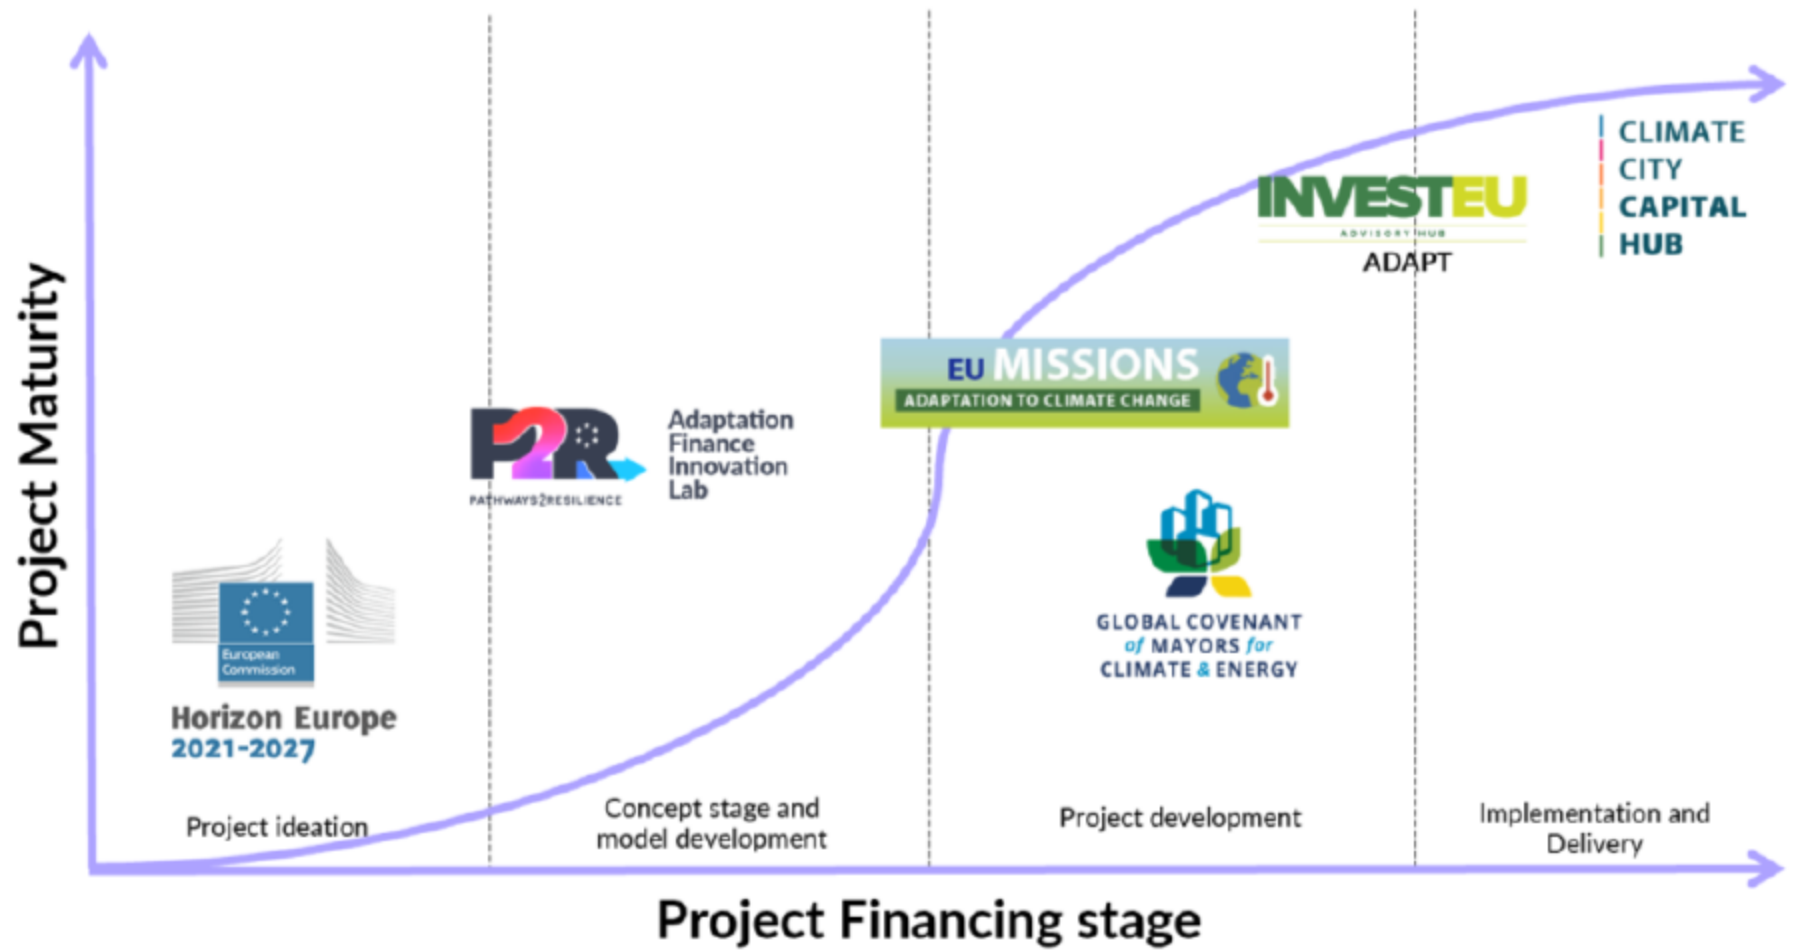 Project Maturity
CLIMATE
CITY
CAPITAL
HUB
INVESTEU
ADVISORY HUB
ADAPT
EU MISSIONS
ADAPTATION TO CLIMATE CHANGE
P2R
PATHWAYS2RESILIENCE
Adaptation
Finance
Innovation
Lab
GLOBAL COVENANT
of MAYORS for
CLIMATE & ENERGY
European
Commission
Horizon Europe
2021-2027
Project ideation
Concept stage and
model development
Project development
Implementation and
Delivery
Project Financing stage